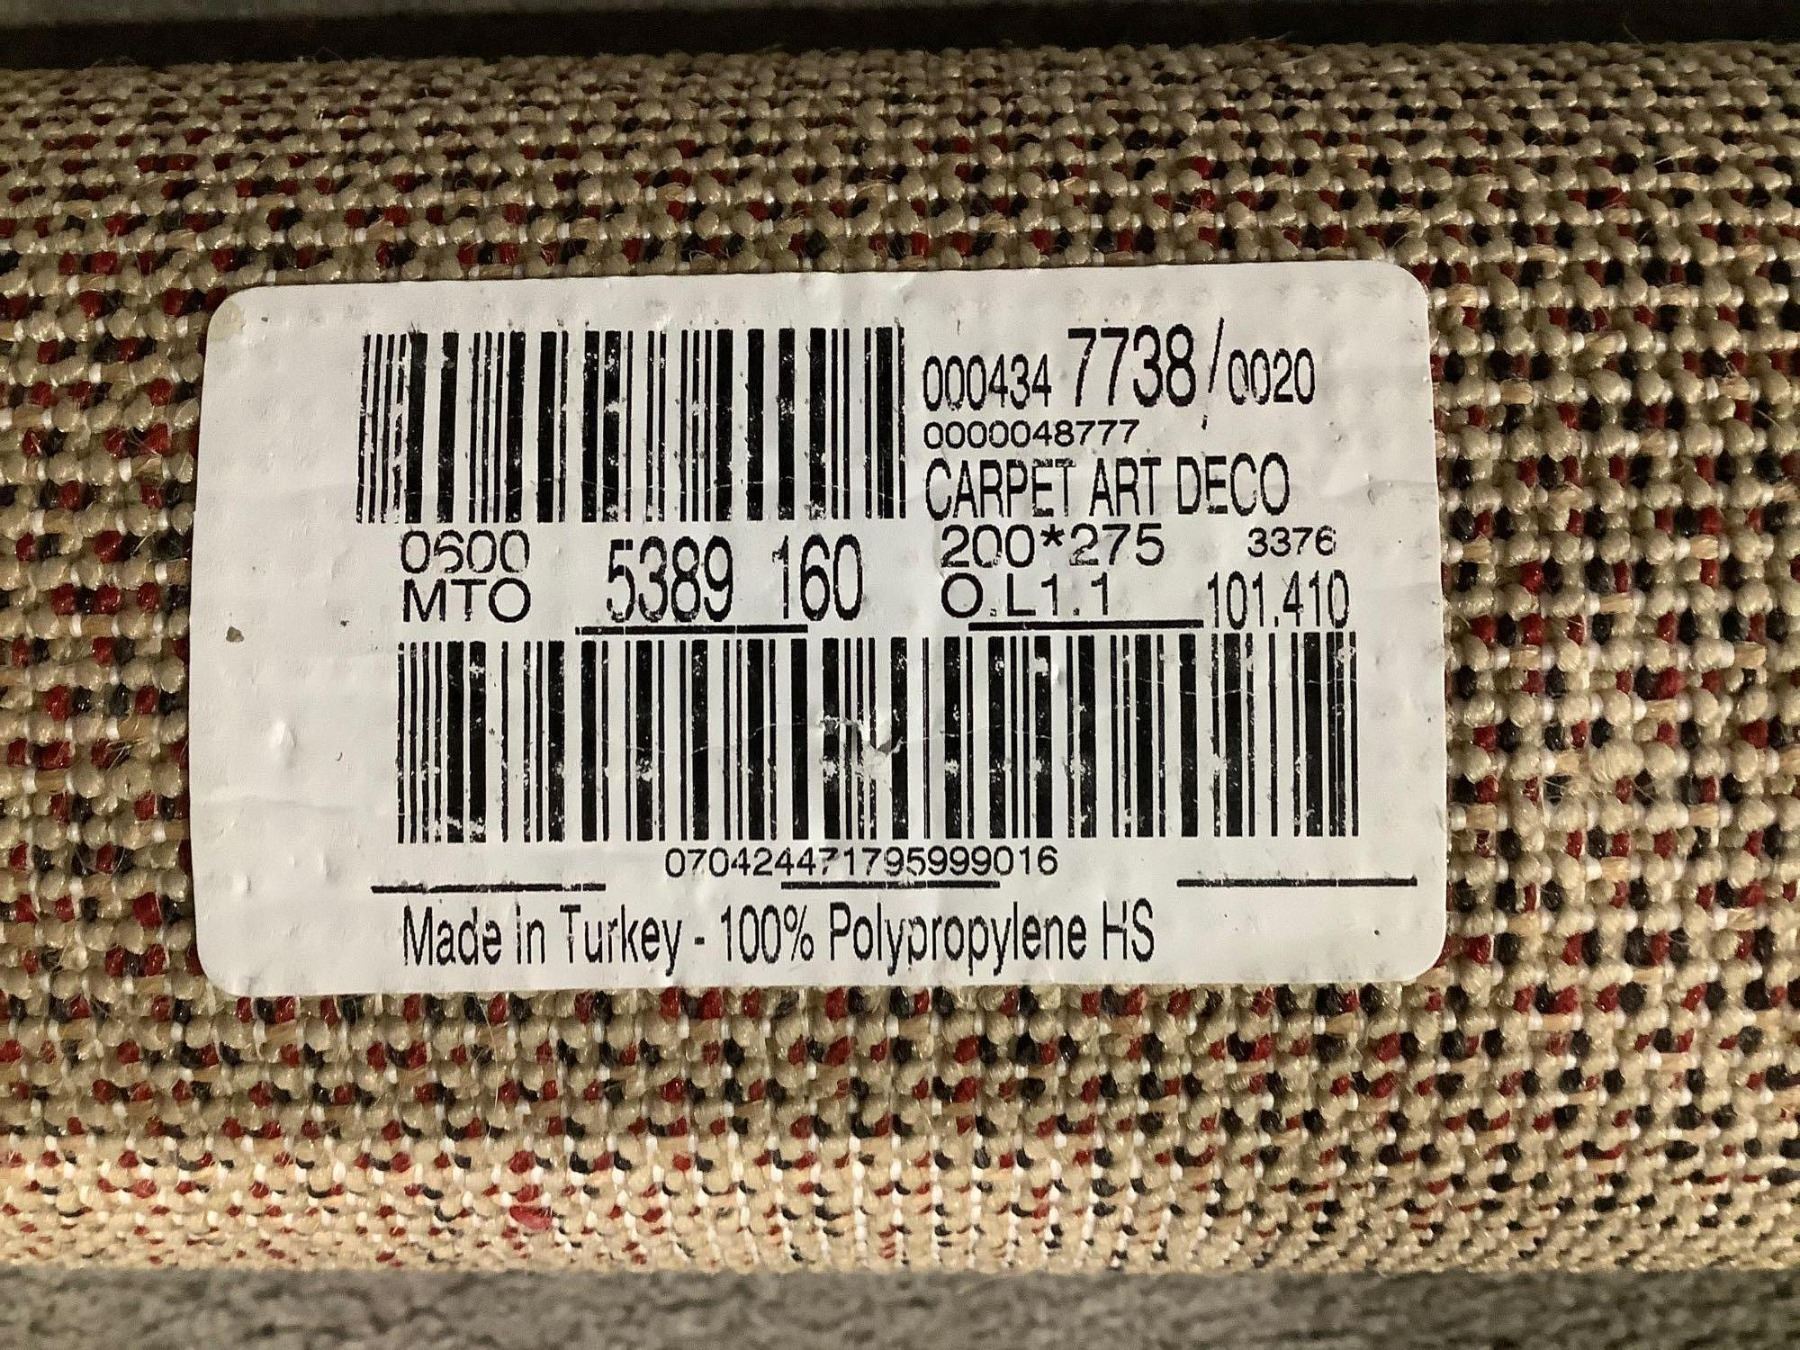 000434 7738/0020
0000048777
CARPET ART DECO
0600 5389 160 200*275 3376
MTO O.L1.1 101.410
070424471795999016
Made in Turkey - 100% Polypropylene HS